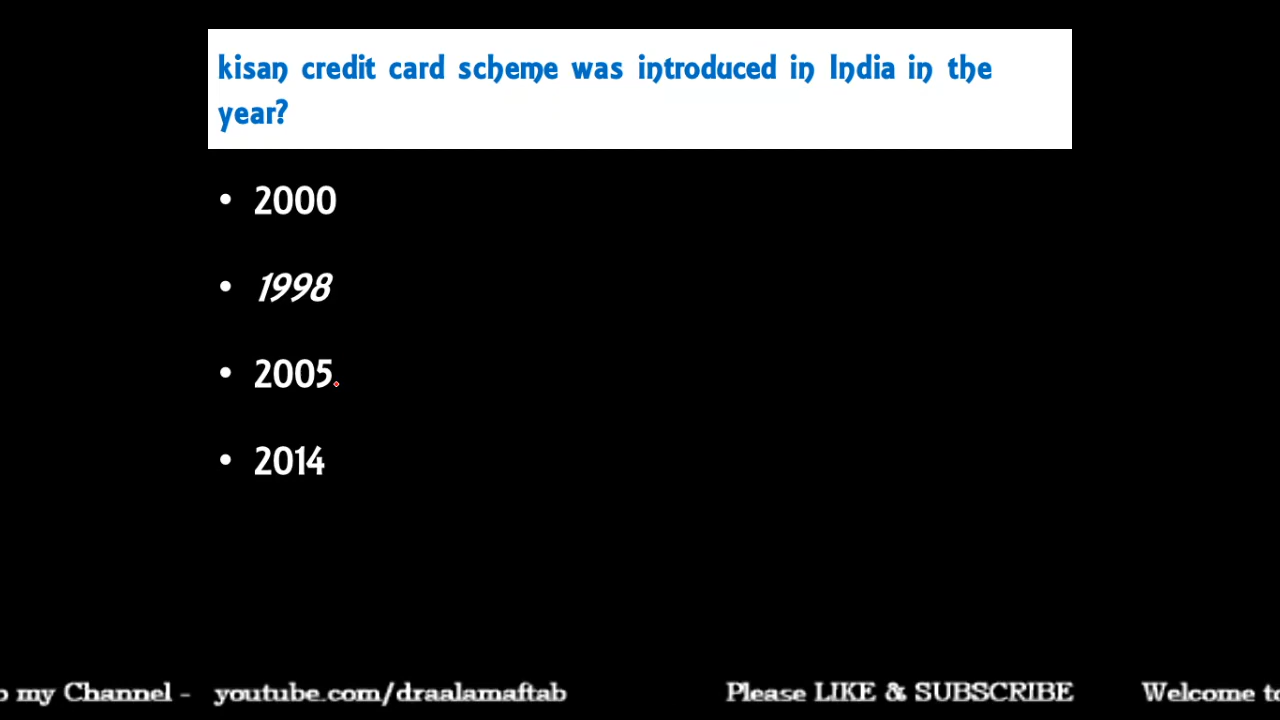 kisan credit card scheme was introduced in India in the
year?
• 2000
• 1998
• 2005
• 2014
my Channel - youtube.com/draalamaftab Please LIKE & SUBSCRIBE Welcome